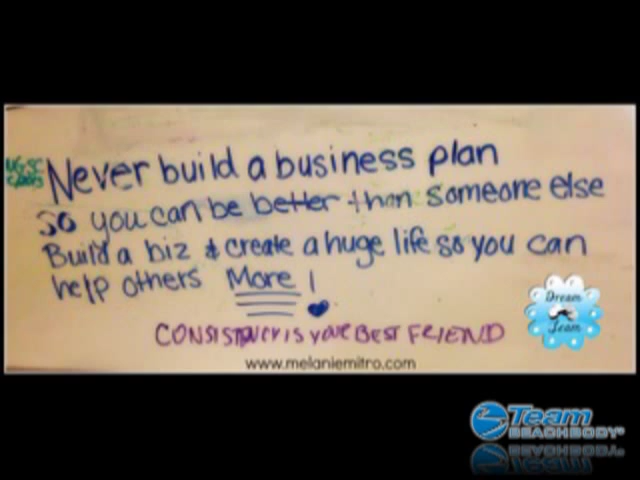 Never build a business plan
so you can be better than someone else
Build a biz & create a huge life so you can
help others More!
CONSISTENCY IS YOUR BEST FRIEND
Dream
Team
www.melaniemitro.com
Team
BEACHBODY